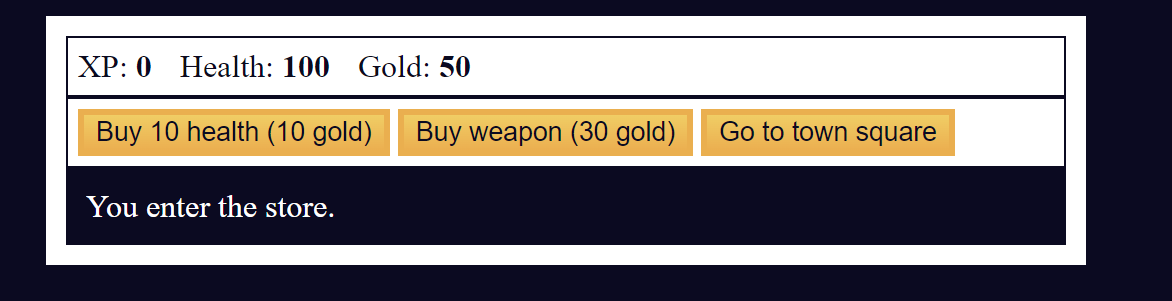 XP: 0 Health: 100 Gold: 50
Buy 10 health (10 gold) Buy weapon (30 gold) Go to town square
You enter the store.